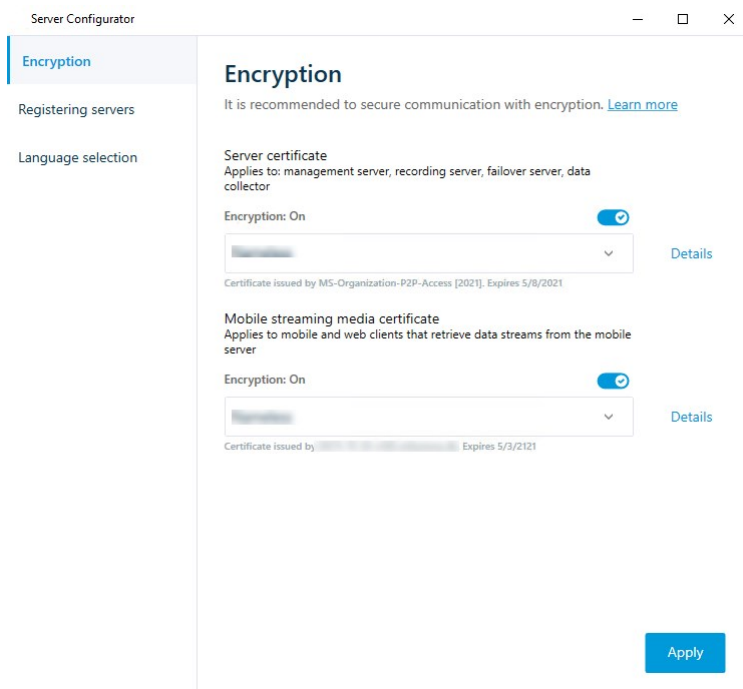 Server Configurator
Encryption
Registering servers
Language selection
Encryption
It is recommended to secure communication with encryption. Learn more
Server certificate
Applies to: management server, recording server, failover server, data
collector
Encryption: On
Details
Certificate issued by MS-Organization-P2P-Access [2021]. Expires 5/8/2021
Mobile streaming media certificate
Applies to mobile and web clients that retrieve data streams from the mobile
server
Encryption: On
Details
Certificate issued by Expires 5/3/2121
Apply